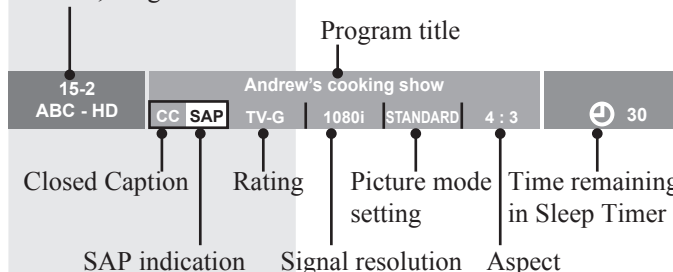 Program title
15-2
Andrew's cooking show
ABC - HD
CC SAP TV-G 1080i STANDARD 4 : 3 30
Closed Caption Rating Picture mode Time remaining
setting in Sleep Timer
SAP indication Signal resolution Aspect